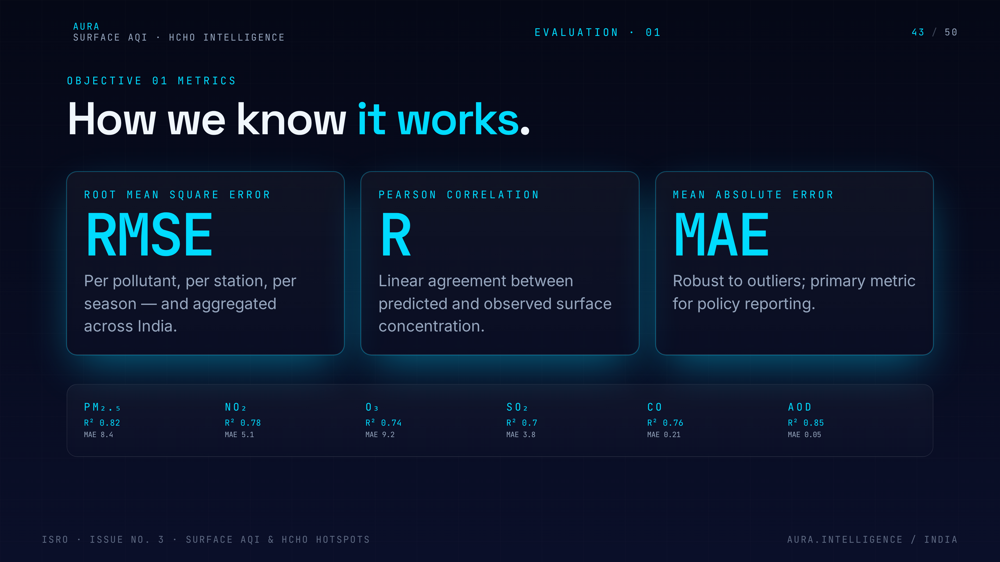 AURA
SURFACE AQI · HCHO INTELLIGENCE
EVALUATION · 01
43 / 50
OBJECTIVE 01 METRICS
How we know it works.
ROOT MEAN SQUARE ERROR
RMSE
Per pollutant, per station, per
season — and aggregated
across India.
PEARSON CORRELATION
R
Linear agreement between
predicted and observed surface
concentration.
MEAN ABSOLUTE ERROR
MAE
Robust to outliers; primary metric
for policy reporting.
PM₂.₅
R² 0.82
MAE 8.4
NO₂
R² 0.78
MAE 5.1
O₃
R² 0.74
MAE 9.2
SO₂
R² 0.7
MAE 3.8
CO
R² 0.76
MAE 0.21
AOD
R² 0.85
MAE 0.05
ISRO · ISSUE NO. 3 · SURFACE AQI & HCHO HOTSPOTS
AURA.INTELLIGENCE / INDIA